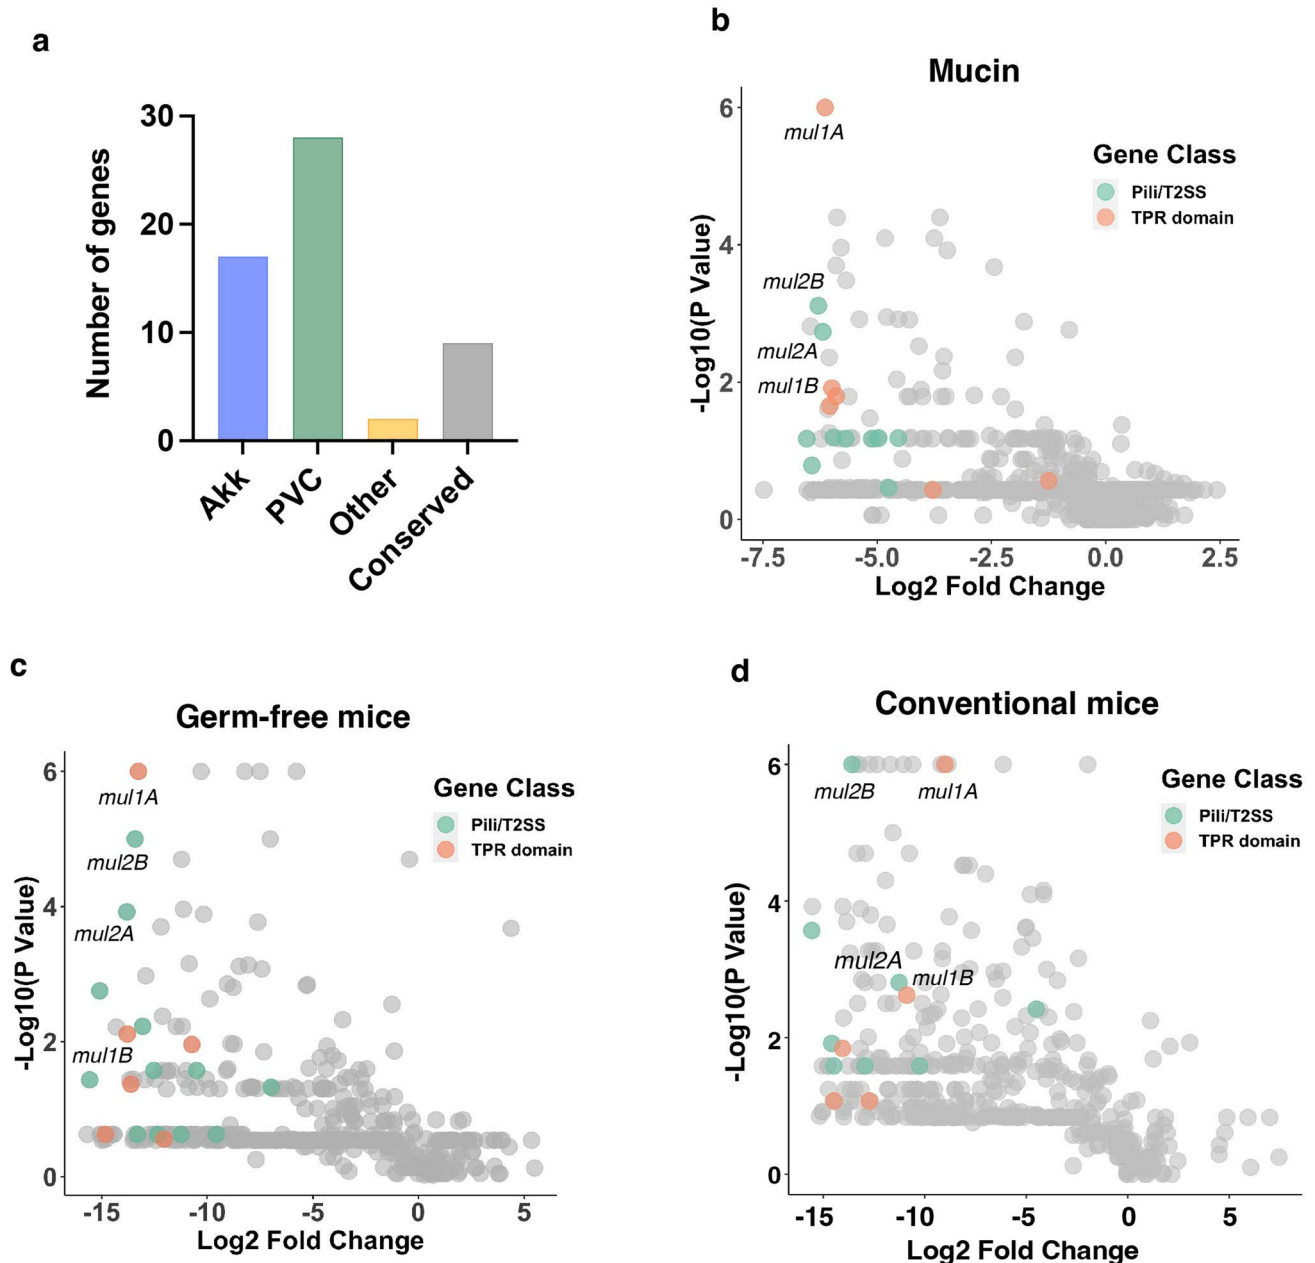 a
30
20
10
0
Number of genes
Akk
PVC
Other
Conserved
b
Mucin
6
4
2
0
-Log10(P Value)
mul1A
mul2B
mul2A
mul1B
Gene Class
Pili/T2SS
TPR domain
-7.5
-5.0
-2.5
0.0
2.5
Log2 Fold Change
c
Germ-free mice
6
4
2
0
-Log10(P Value)
mul1A
mul2B
mul2A
mul1B
Gene Class
Pili/T2SS
TPR domain
-15
-10
-5
0
5
Log2 Fold Change
d
Conventional mice
6
4
2
0
-Log10(P Value)
mul2B
mul1A
mul2A
mul1B
Gene Class
Pili/T2SS
TPR domain
-15
-10
-5
0
5
Log2 Fold Change